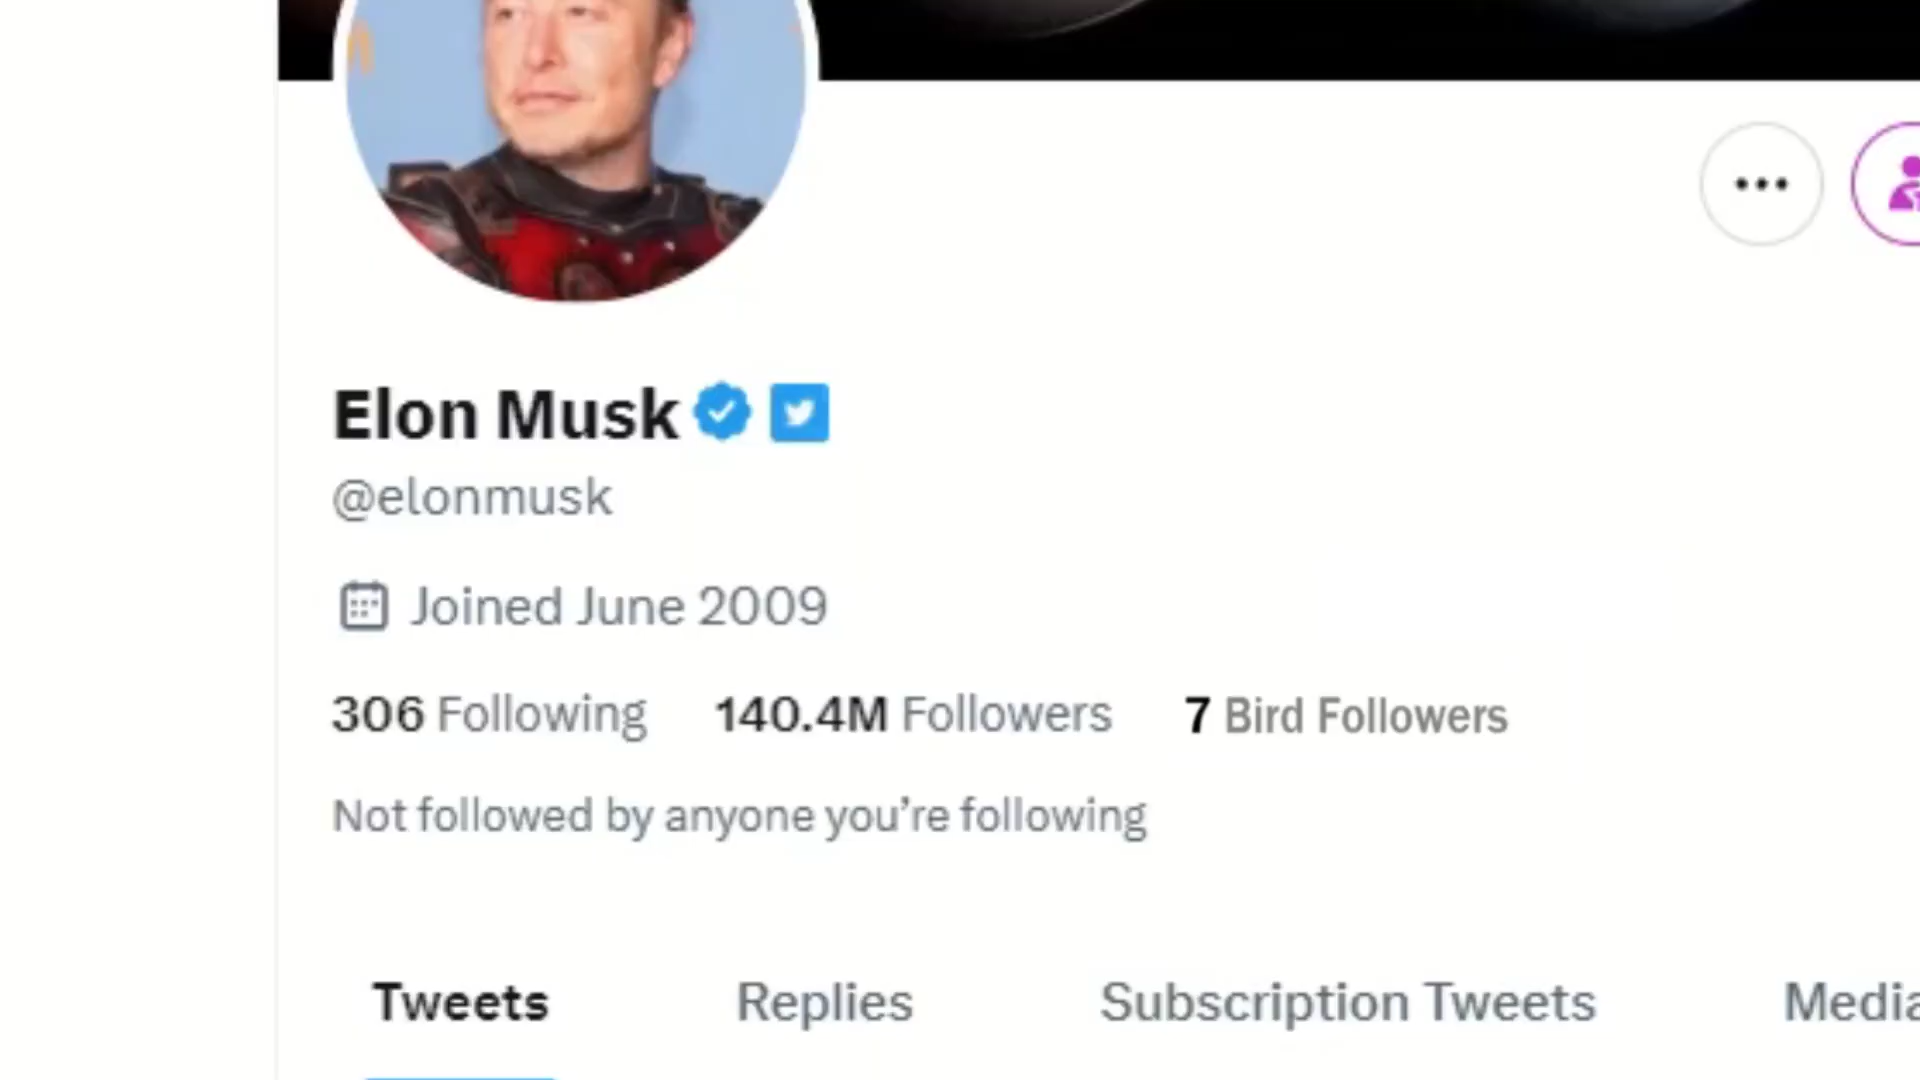 Elon Musk
@elonmusk
Joined June 2009
306 Following 140.4M Followers 7 Bird Followers
Not followed by anyone you’re following
Tweets Replies Subscription Tweets Media